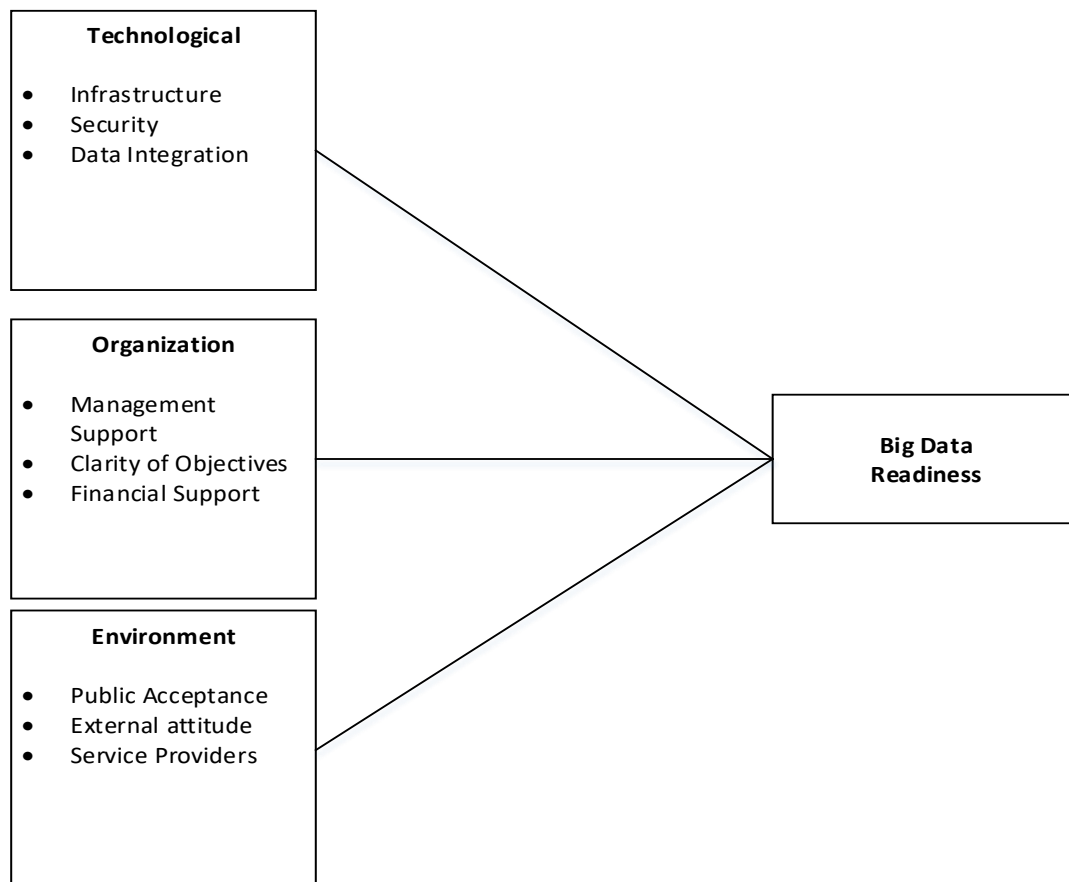 Technological
• Infrastructure
• Security
• Data Integration
Organization
• Management
Support
• Clarity of Objectives
• Financial Support
Environment
• Public Acceptance
• External attitude
• Service Providers
Big Data
Readiness